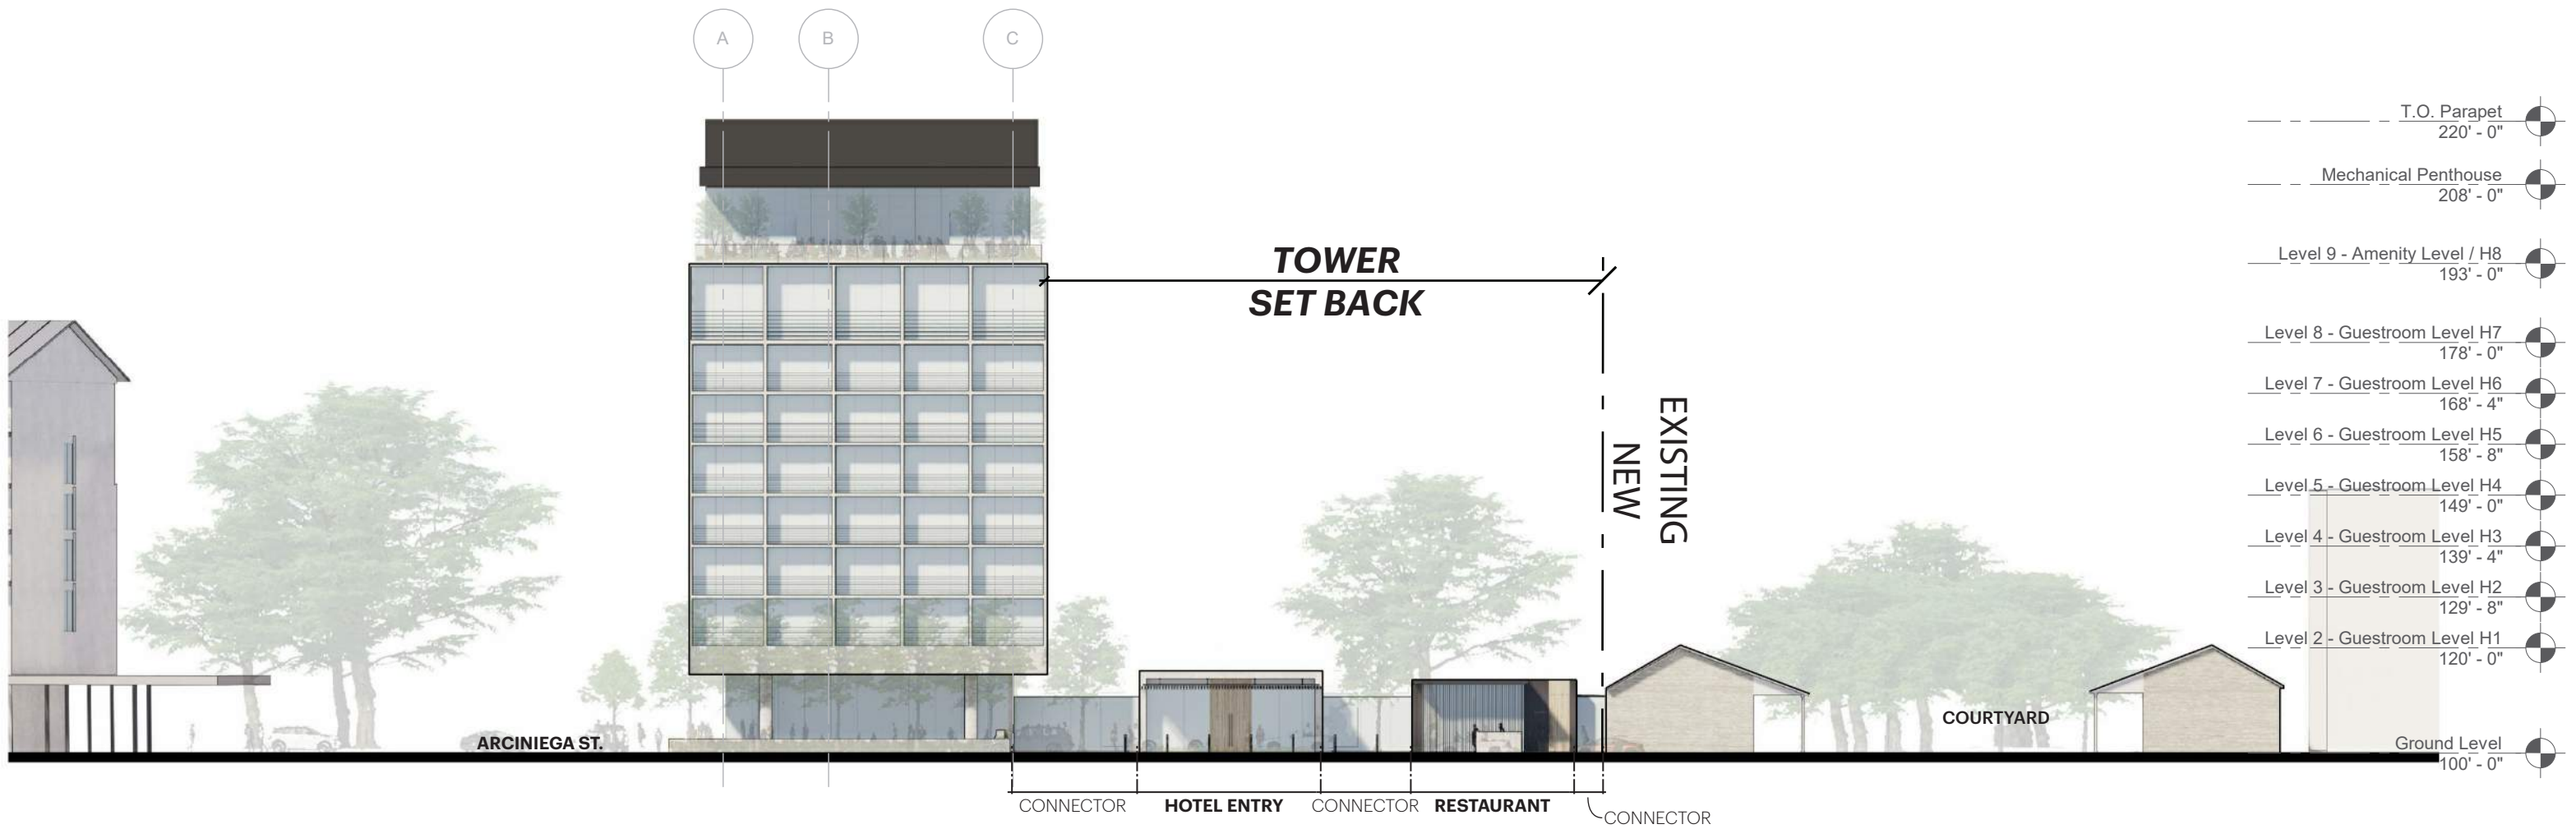 A
B
C
T.O. Parapet
220' - 0"
Mechanical Penthouse
208' - 0"
Level 9 - Amenity Level / H8
193' - 0"
TOWER
SET BACK
Level 8 - Guestroom Level H7
178' - 0"
Level 7 - Guestroom Level H6
168' - 4"
Level 6 - Guestroom Level H5
158' - 8"
EXISTING
NEW
Level 5 - Guestroom Level H4
149' - 0"
Level 4 - Guestroom Level H3
139' - 4"
Level 3 - Guestroom Level H2
129' - 8"
Level 2 - Guestroom Level H1
120' - 0"
COURTYARD
ARCINIEGA ST.
Ground Level
100' - 0"
CONNECTOR
HOTEL ENTRY
CONNECTOR
RESTAURANT
CONNECTOR